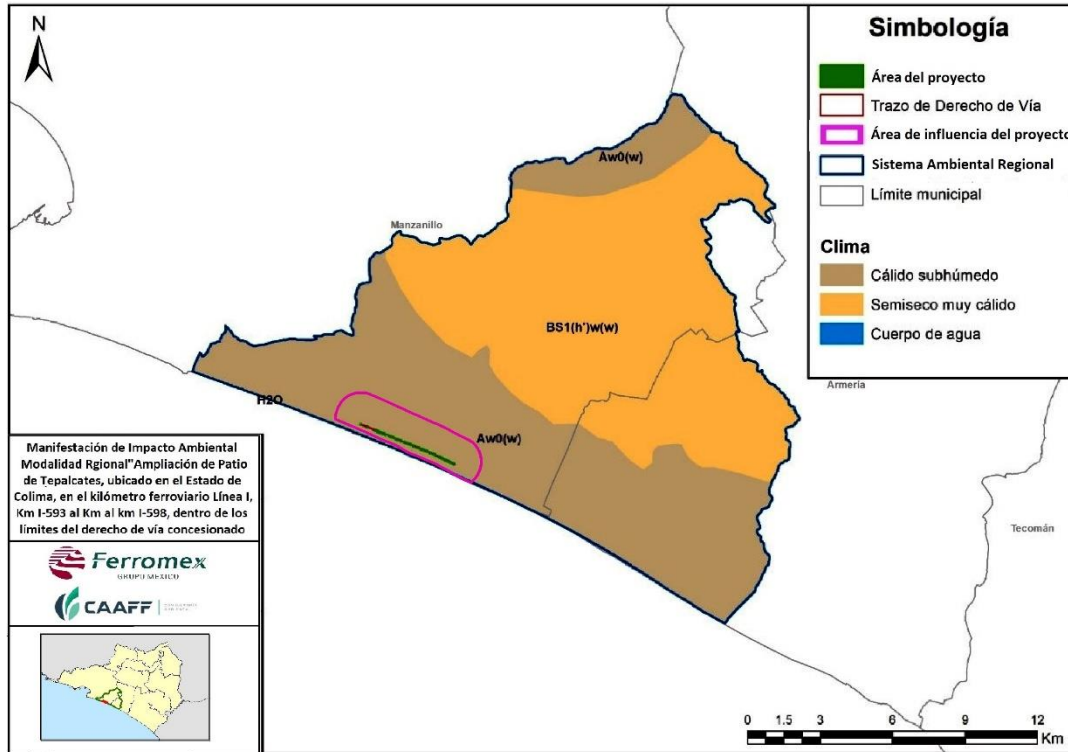 N
Simbología
Área del proyecto
Trazo de Derecho de Vía
Área de influencia del proyecto
Sistema Ambiental Regional
Límite municipal
Clima
Cálido subhúmedo
Semiseco muy cálido
Cuerpo de agua
Aw0(w)
Manzanillo
BS1(h')w(w)
Armería
H2O
Aw0(w)
Tecomán
Manifestación de Impacto Ambiental
Modalidad Rgional"Ampliación de Patio
de Tepalcates, ubicado en el Estado de
Colima, en el kilómetro ferroviario Línea I,
Km I-593 al Km al km I-598, dentro de los
límites del derecho de vía concesionado
Ferromex
GRUPO MEXICO
CAAFF
0 1.5 3 6 9 12
Km